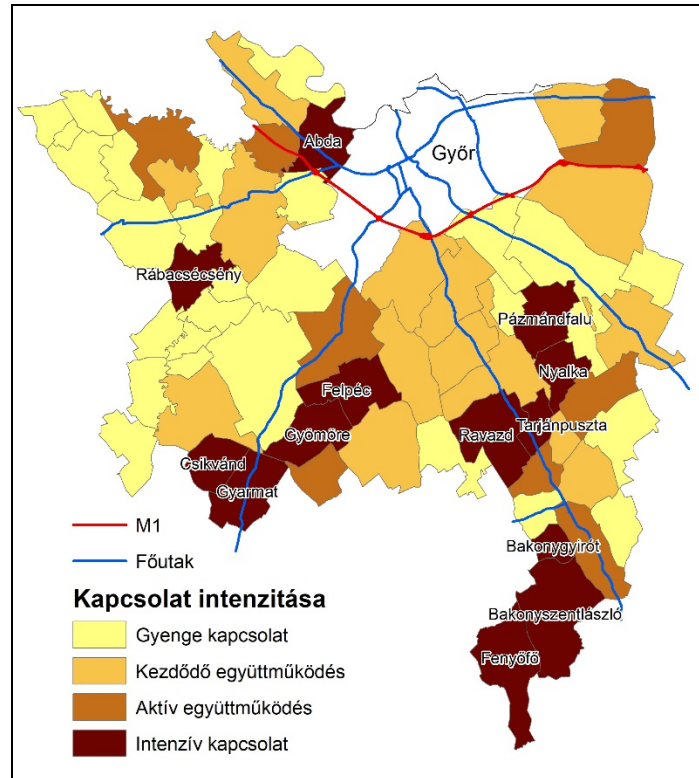 Abda
Győr
Rábacsécsény
Pázmándfalu
Nyalka
Felpéc
Tarjánpuszta
Gyömöre
Ravazd
Csikvánd
Gyarmat
M1
Főutak
Bakonygyirót
Kapcsolat intenzitása
Bakonyszentlászló
Gyenge kapcsolat
Fenyőfő
Kezdődő együttműködés
Aktív együttműködés
Intenzív kapcsolat